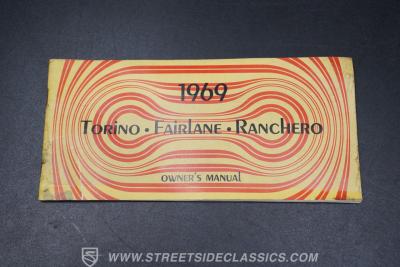 1969
Torino • Fairlane • Ranchero
OWNER'S MANUAL
WWW.STREETSIDECLASSICS.COM